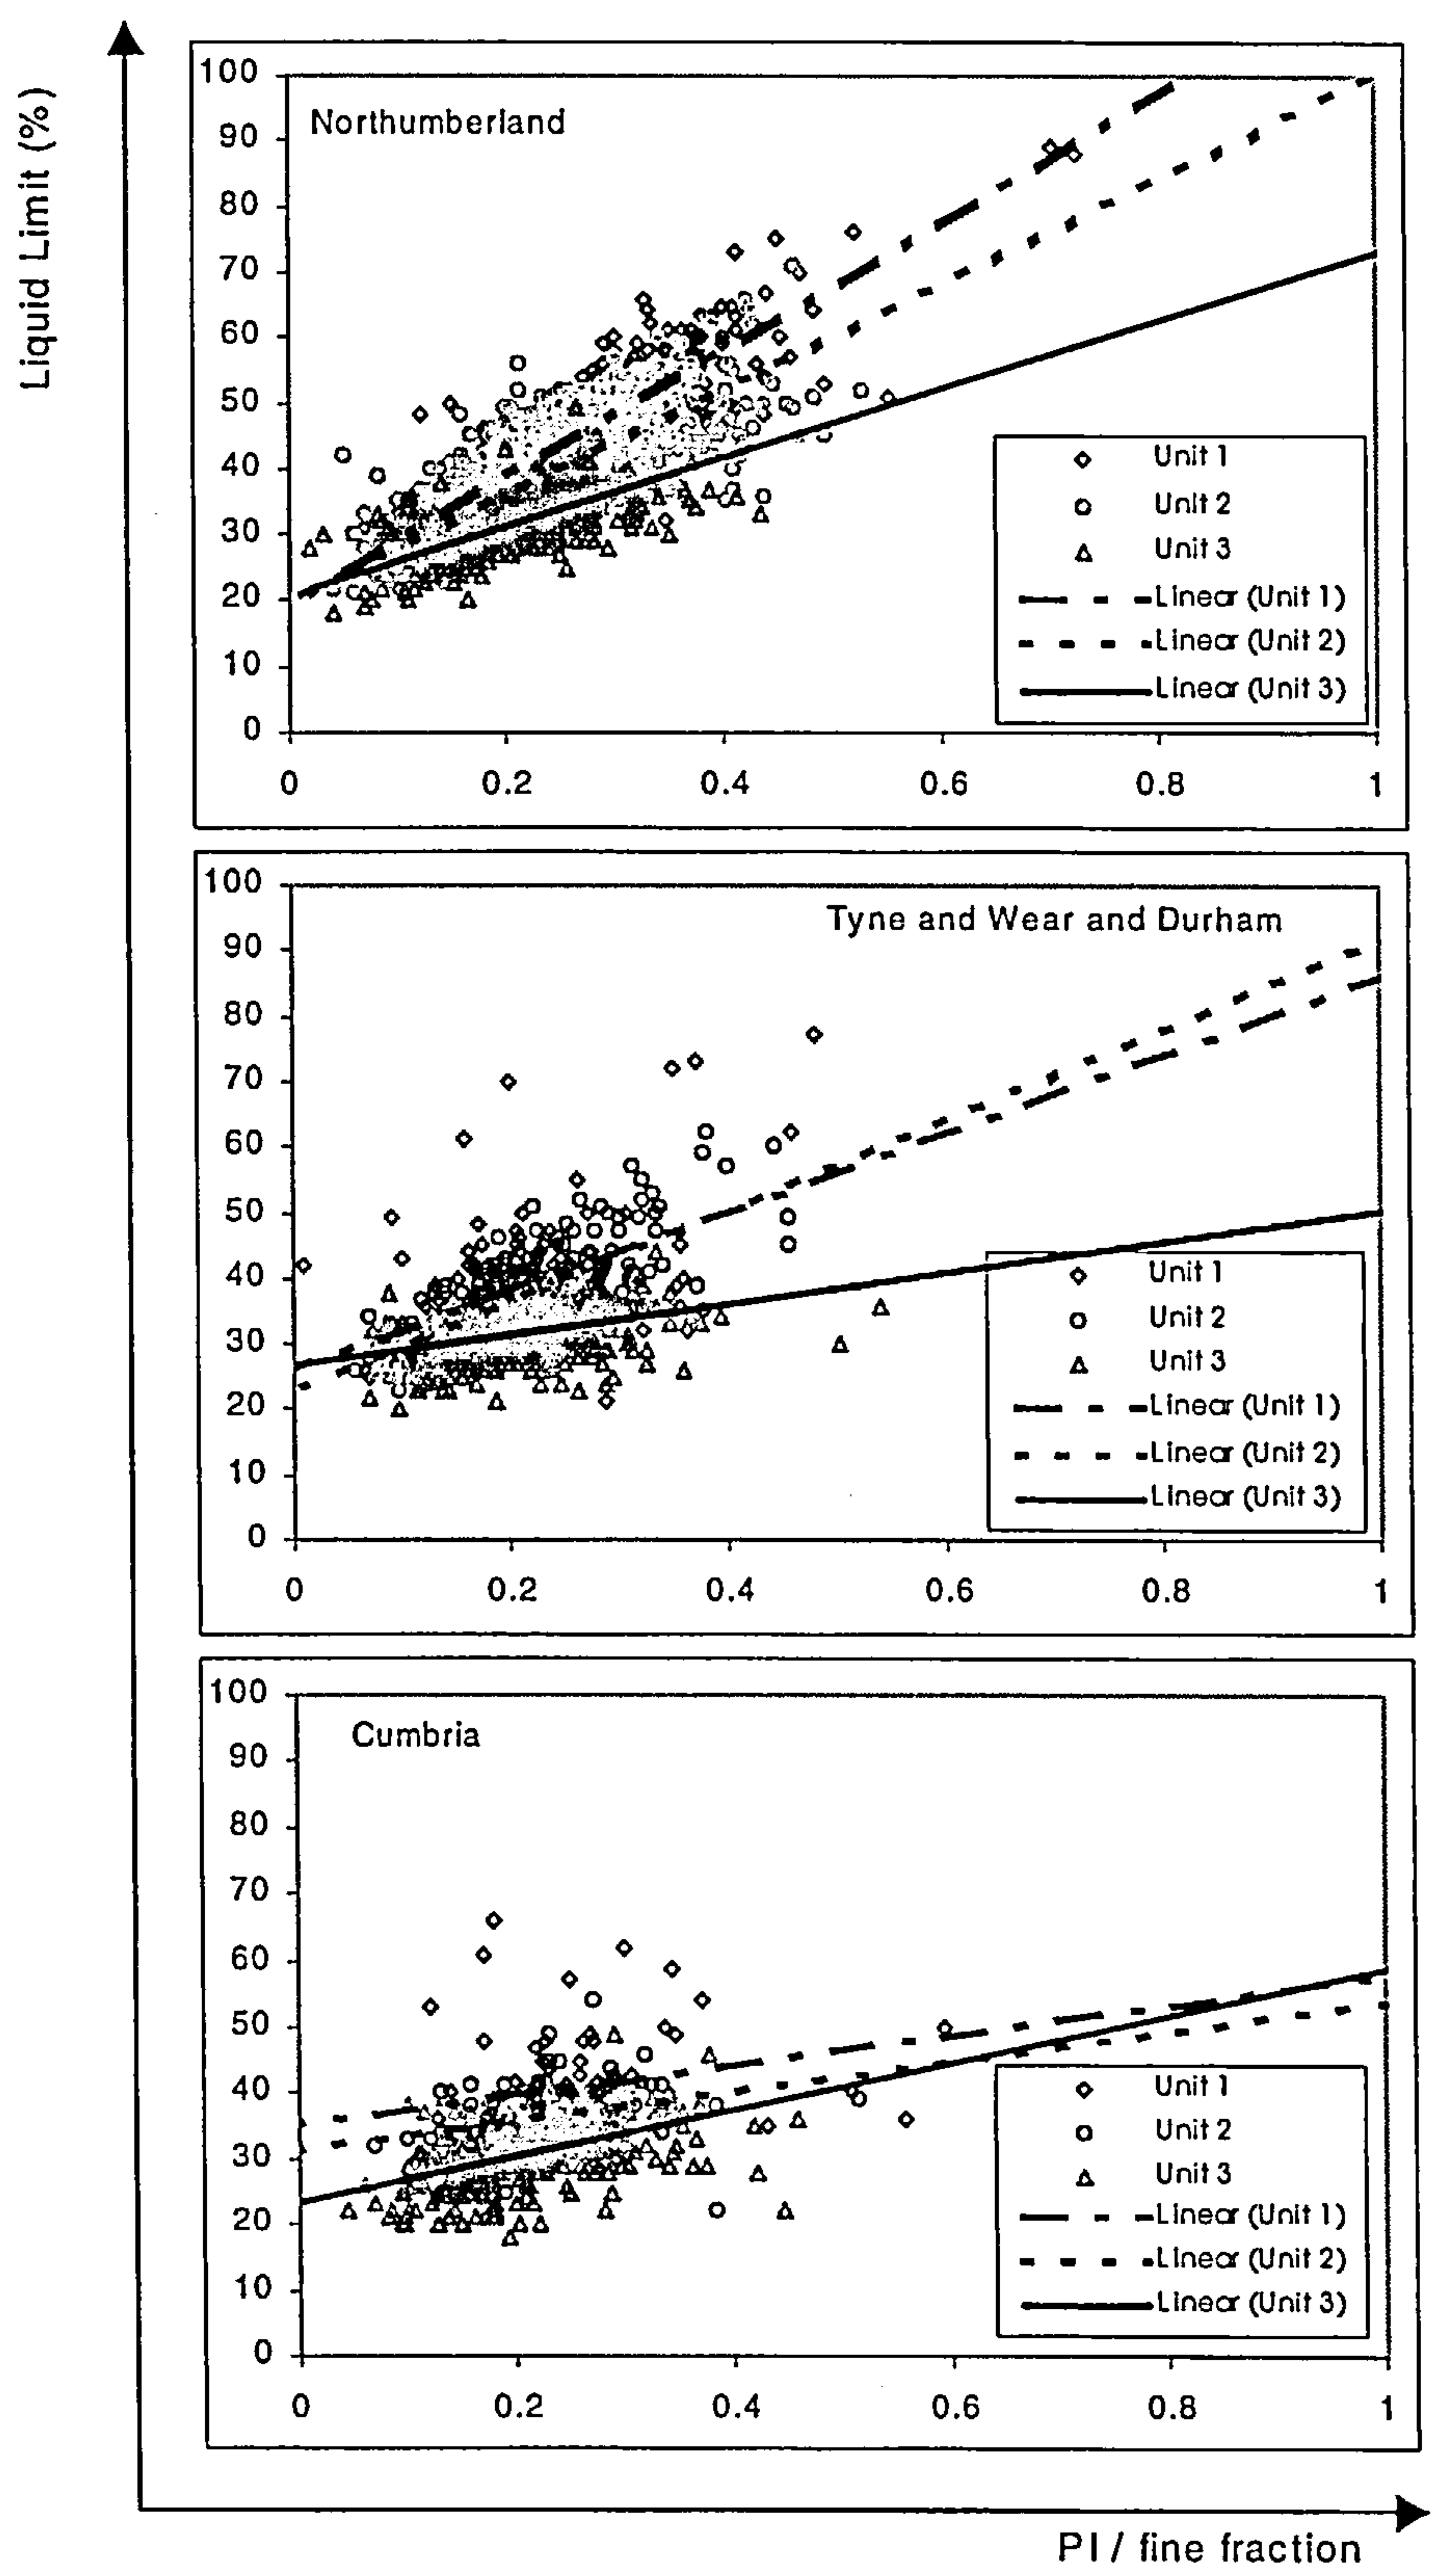 Liquid Limit (%)
100
Northumberland
90
80
70
60
50
40
30
20
10
0
Unit 1
Unit 2
Unit 3
Linear (Unit 1)
Linear (Unit 2)
Linear (Unit 3)
0 0.2 0.4 0.6 0.8 1
100
Tyne and Wear and Durham
90
80
70
60
50
40
30
20
10
0
Unit 1
Unit 2
Unit 3
Linear (Unit 1)
Linear (Unit 2)
Linear (Unit 3)
0 0.2 0.4 0.6 0.8 1
100
Cumbria
90
80
70
60
50
40
30
20
10
0
Unit 1
Unit 2
Unit 3
Linear (Unit 1)
Linear (Unit 2)
Linear (Unit 3)
0 0.2 0.4 0.6 0.8 1
PI / fine fraction